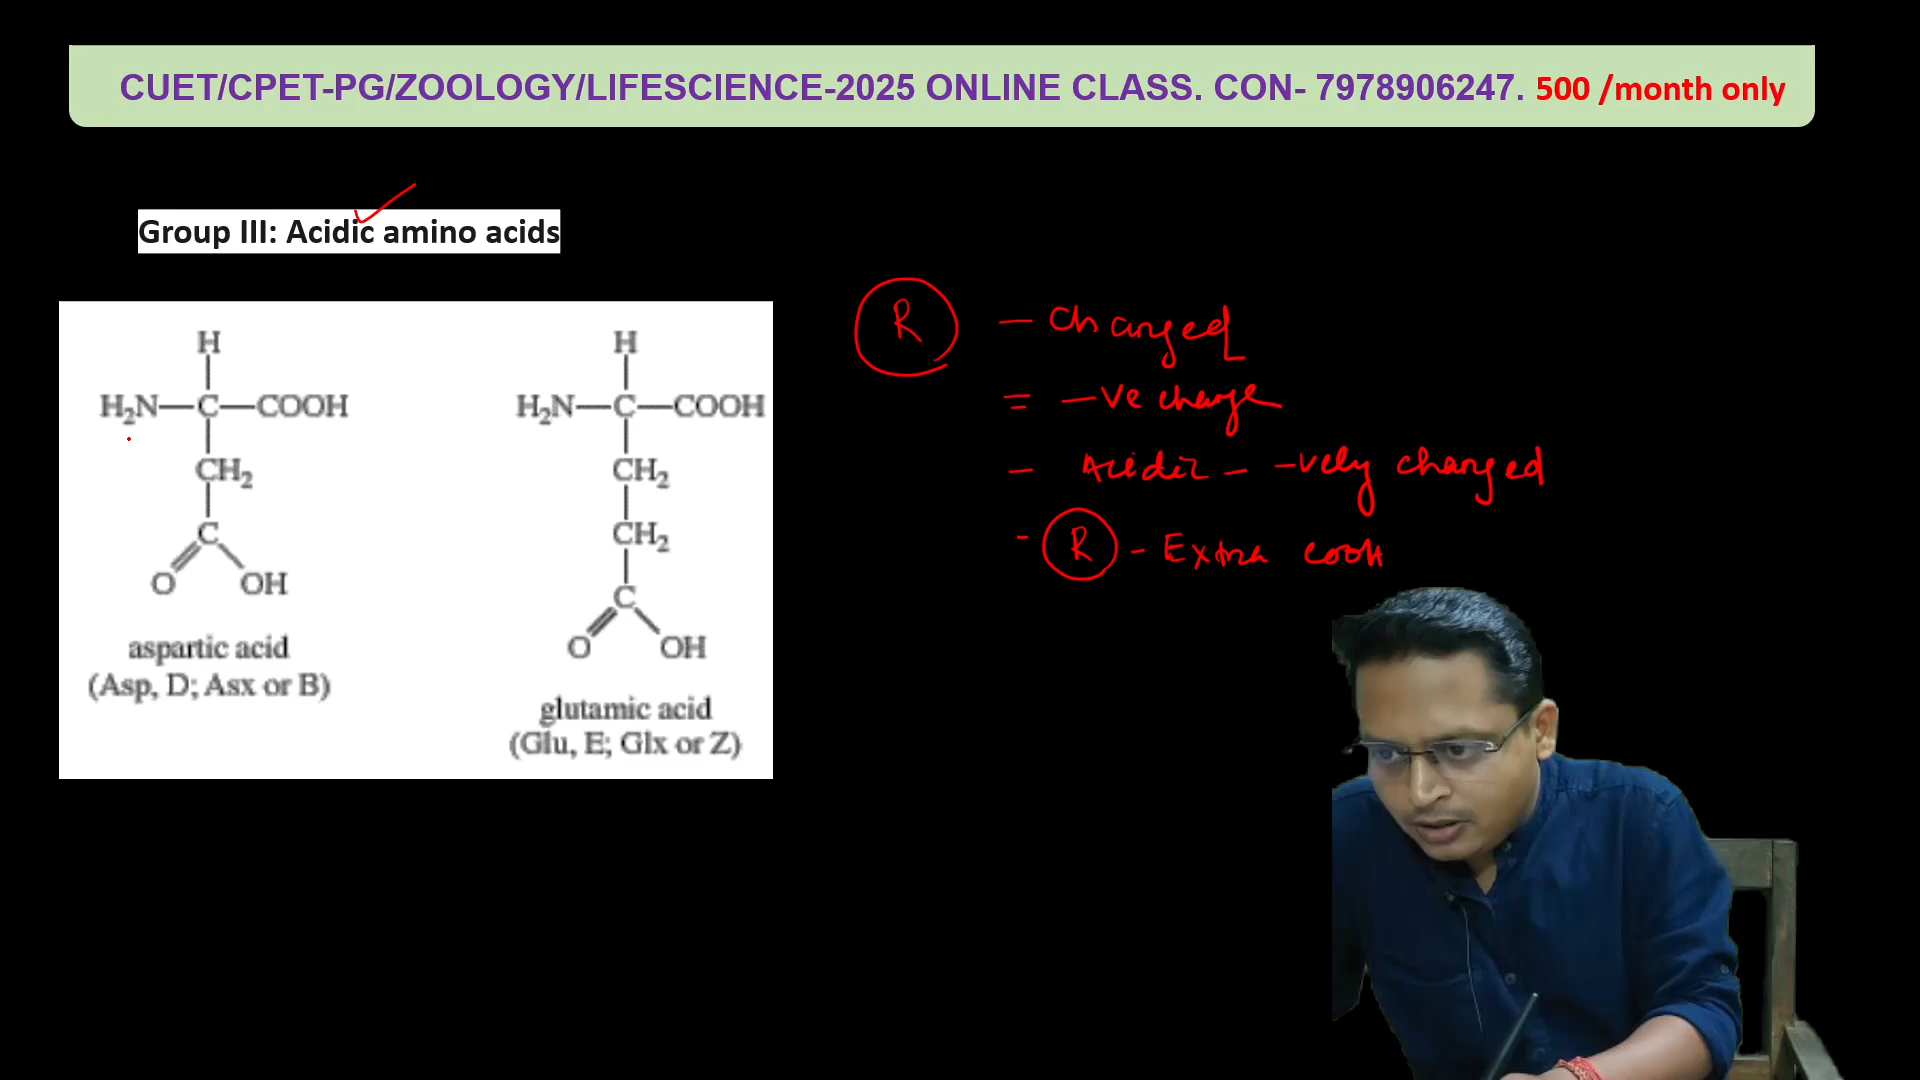 CUET/CPET-PG/ZOOLOGY/LIFESCIENCE-2025 ONLINE CLASS. CON- 7978906247. 500 /month only
Group III: Acidic amino acids
H
H₂N—C—COOH
CH₂
C
O OH
aspartic acid
(Asp, D; Asx or B)
H
H₂N—C—COOH
CH₂
CH₂
C
O OH
glutamic acid
(Glu, E; Glx or Z)
R — Charged
= —ve charge
— Acidic — -vely charged
- R - Extra COOH